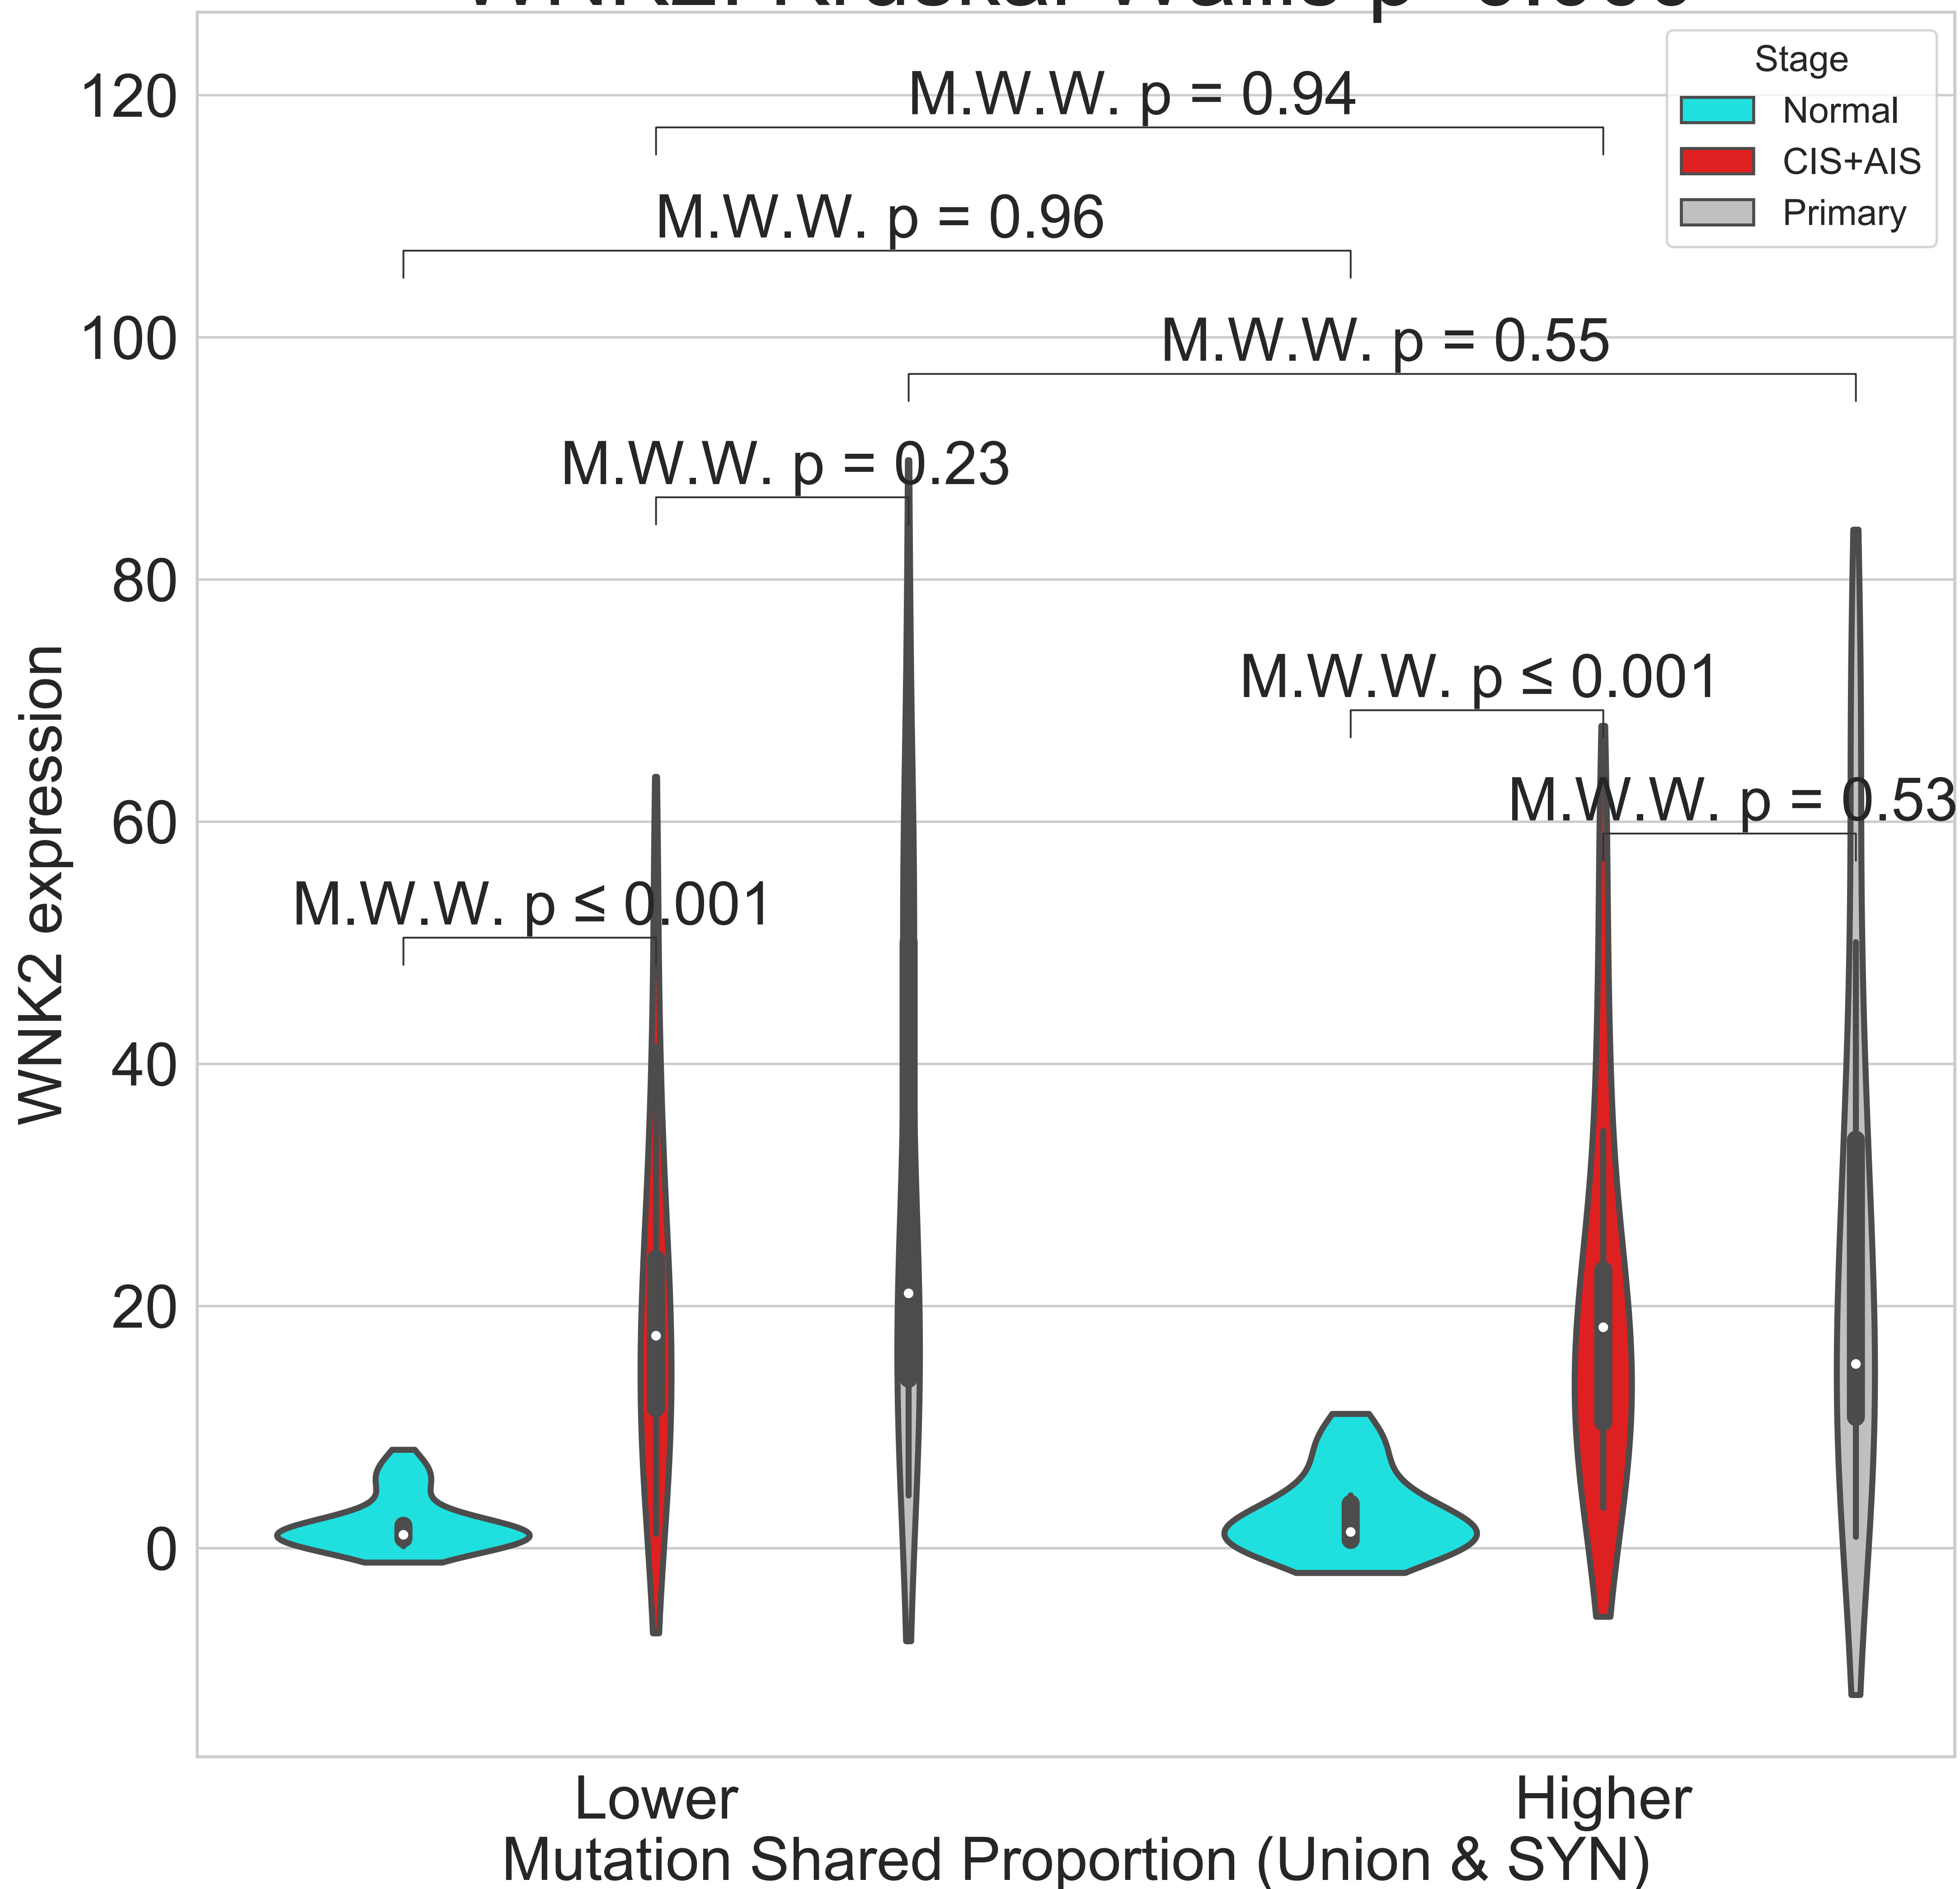 Stage
Normal
CIS+AIS
Primary
M.W.W. p = 0.94
M.W.W. p = 0.96
M.W.W. p = 0.55
M.W.W. p = 0.23
M.W.W. p ≤ 0.001
M.W.W. p = 0.53
M.W.W. p ≤ 0.001
120
100
80
60
40
20
0
WNK2 expression
Lower
Higher
Mutation Shared Proportion (Union & SYN)